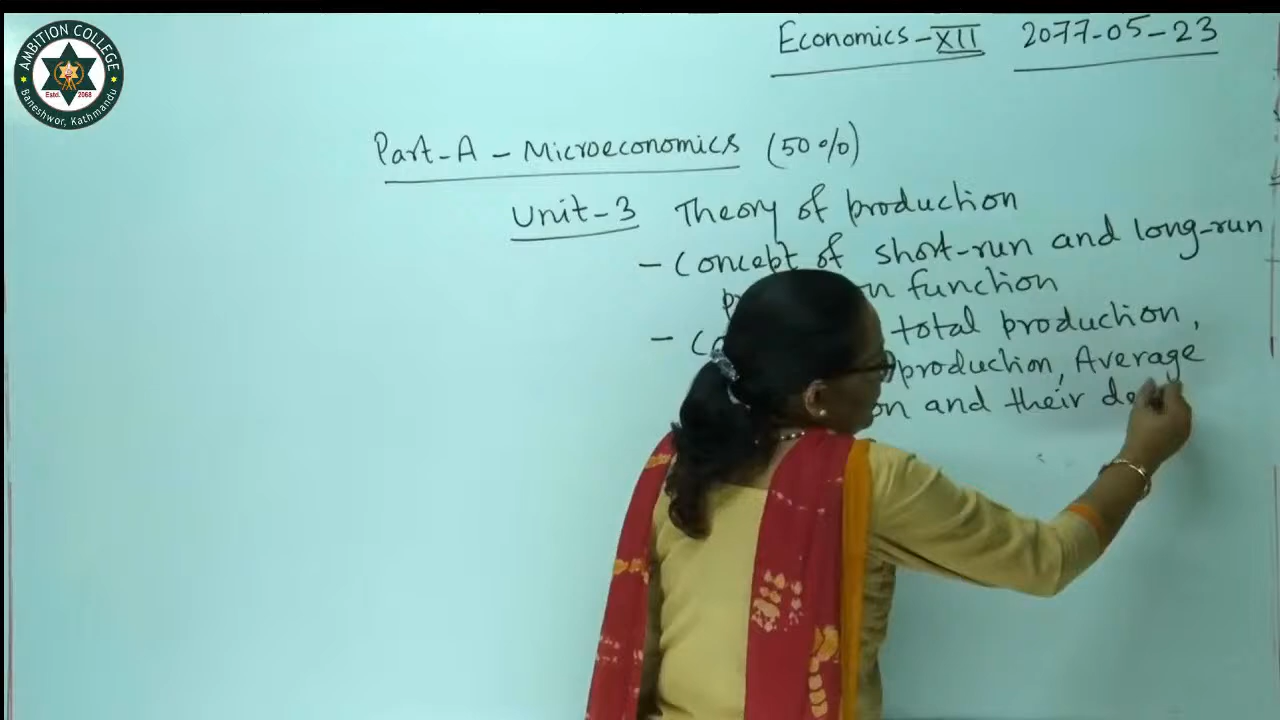 AMBITION COLLEGE
Estd. 2068
Baneshwor, Kathmandu
Economics-XII 2077-05-23
Part-A - Microeconomics (50%)
Unit-3 Theory of production
- Concept of short-run and long-run
function
- total production,
production, Average
and their